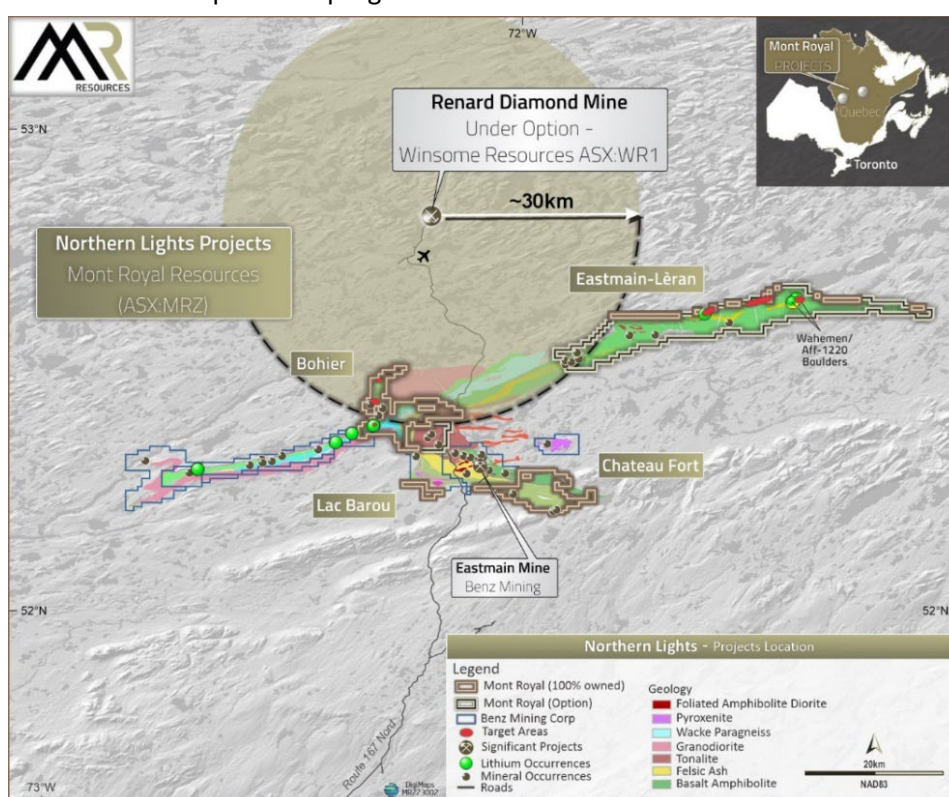 MR
RESOURCES
72°W
Mont Royal
PROJECTS
Quebec
Toronto
53°N
Renard Diamond Mine
Under Option -
Winsome Resources ASX:WR1
~30km
Northern Lights Projects
Mont Royal Resources
(ASX:MRZ)
Eastmain-Lèran
Wahemen/
Aff-1220
Boulders
Bohier
Chateau Fort
Lac Barou
Eastmain Mine
Benz Mining
52°N
52°N
Route 167 Nord
73°W
Northern Lights - Projects Location
Legend
Mont Royal (100% owned)
Mont Royal (Option)
Benz Mining Corp
Target Areas
Significant Projects
Lithium Occurrences
Mineral Occurrences
Roads
DigiMaps
Geology
Foliated Amphibolite Diorite
Pyroxenite
Wacke Paragneiss
Granodiorite
Tonalite
Felsic Ash
Basalt Amphibolite
20km
NAD83